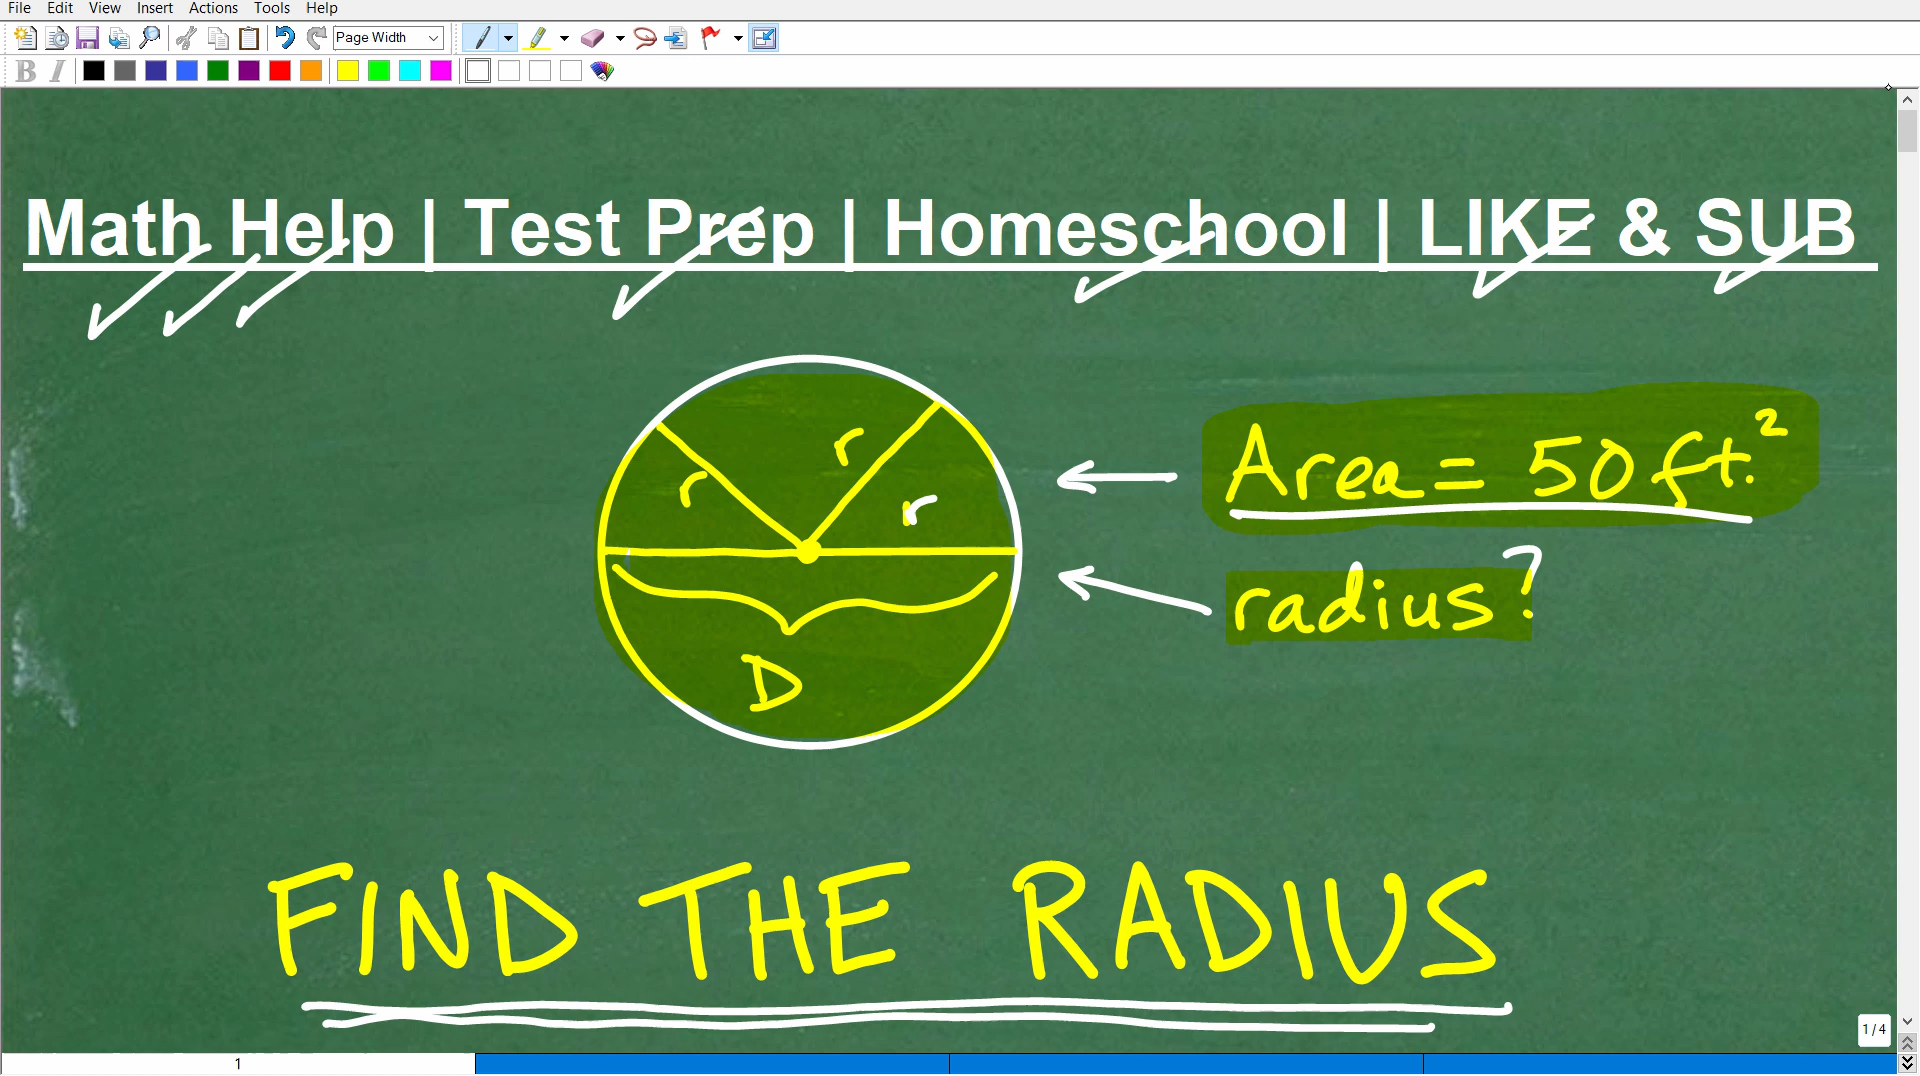 File Edit View Insert Actions Tools Help
Page Width
B I
Math Help | Test Prep | Homeschool | LIKE & SUB
r r r
Area = 50 ft.²
radius?
D
FIND THE RADIUS
1 / 4
1